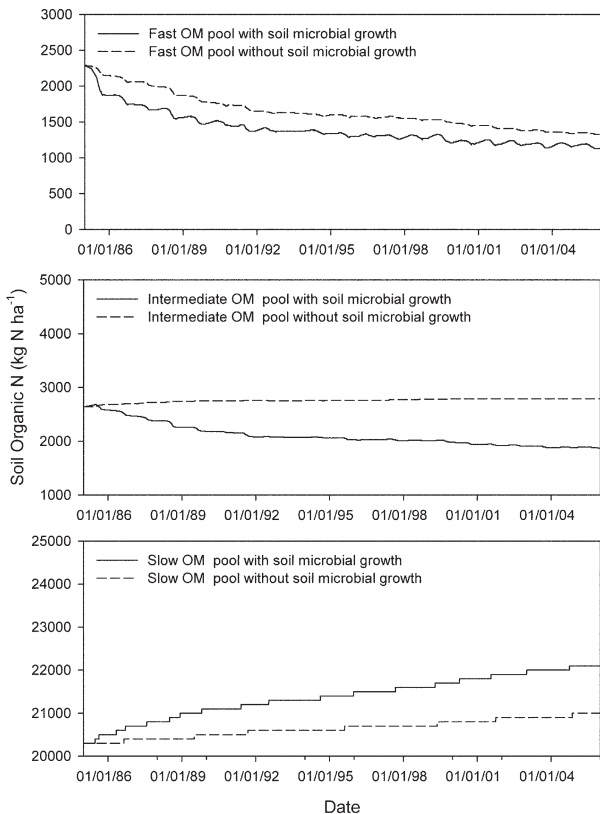 3000
2500
2000
1500
1000
500
0
Fast OM pool with soil microbial growth
Fast OM pool without soil microbial growth
01/01/86 01/01/89 01/01/92 01/01/95 01/01/98 01/01/01 01/01/04
Soil Organic N (kg N ha⁻¹)
5000
4000
3000
2000
1000
Intermediate OM pool with soil microbial growth
Intermediate OM pool without soil microbial growth
01/01/86 01/01/89 01/01/92 01/01/95 01/01/98 01/01/01 01/01/04
25000
24000
23000
22000
21000
20000
Slow OM pool with soil microbial growth
Slow OM pool without soil microbial growth
01/01/86 01/01/89 01/01/92 01/01/95 01/01/98 01/01/01 01/01/04
Date